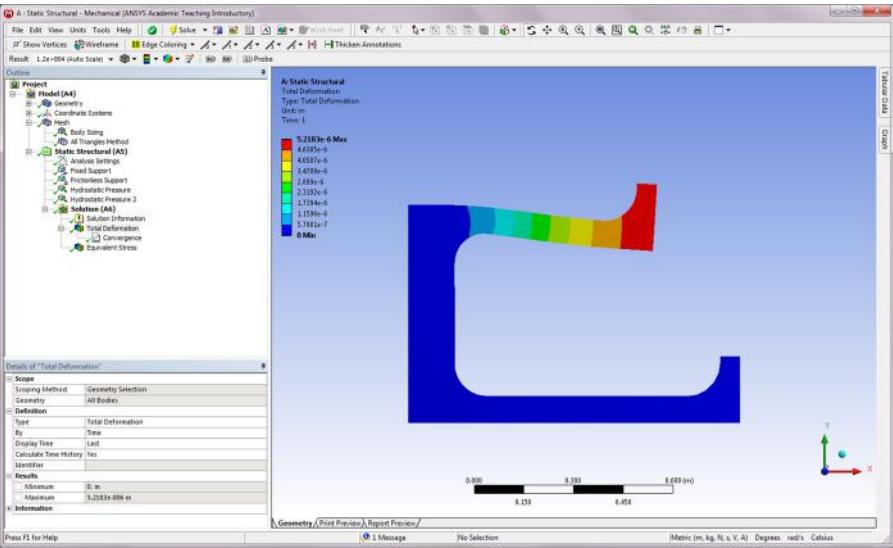 A : Static Structural - Mechanical [ANSYS Academic Teaching Introductory]
File Edit View Units Tools Help Solve Worksheet
Show Vertices Wireframe Edge Coloring Thicken Annotations
Result 1.2e+004 (Auto Scale) Probe
Outline
Project
Model (A4)
Geometry
Coordinate Systems
Mesh
Body Sizing
All Triangles Method
Static Structural (A5)
Analysis Settings
Fixed Support
Frictionless Support
Hydrostatic Pressure
Hydrostatic Pressure 2
Solution (A6)
Solution Information
Total Deformation
Convergence
Equivalent Stress
Details of "Total Deformation"
Scope
Scoping Method Geometry Selection
Geometry All Bodies
Definition
Type Total Deformation
By Time
Display Time Last
Calculate Time History Yes
Identifier
Results
Minimum 0. m
Maximum 5.2183e-006 m
Information
A: Static Structural
Total Deformation
Type: Total Deformation
Unit: m
Time: 1
5.2183e-6 Max
4.6385e-6
4.0587e-6
3.4789e-6
2.899e-6
2.3192e-6
1.7394e-6
1.1596e-6
5.7981e-7
0 Min
Y
X
0.000 0.300 0.600 (m)
0.150 0.450
Geometry Print Preview Report Preview
Tabular Data
Graph
Press F1 for Help 1 Message No Selection Metric (m, kg, N, s, V, A) Degrees rad/s Celsius